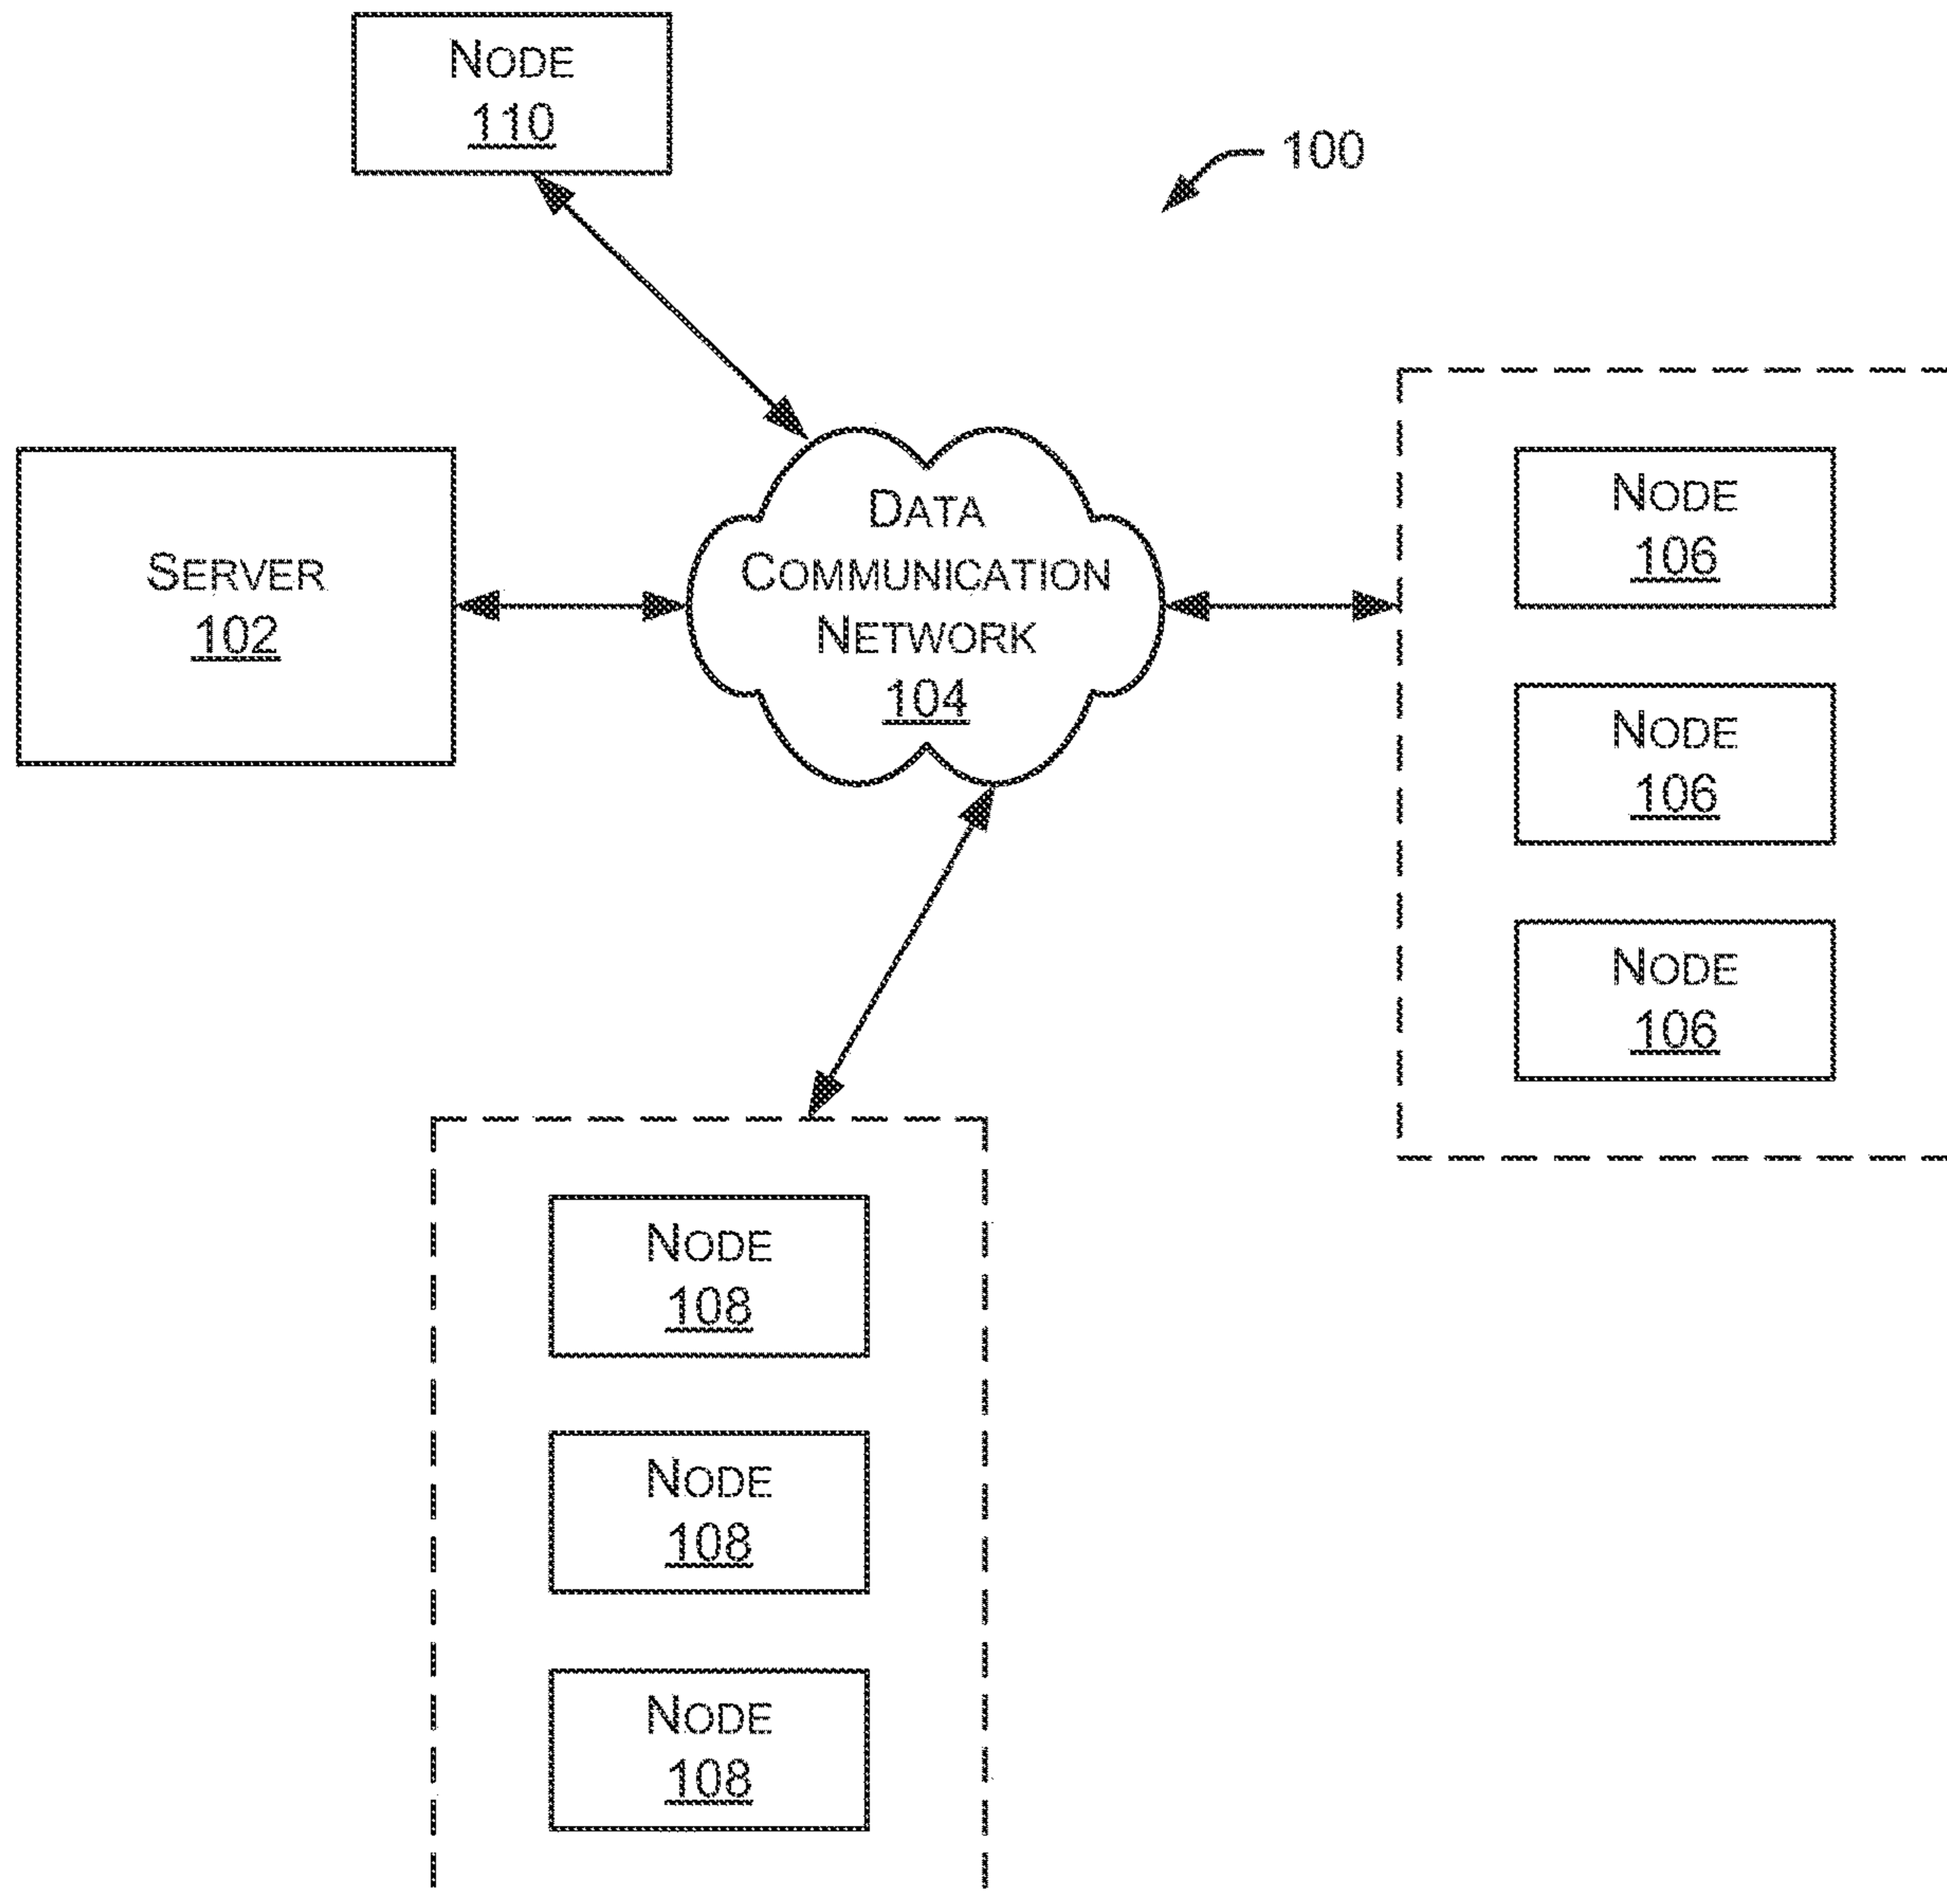 NODE
110
100
SERVER
102
DATA
COMMUNICATION
NETWORK
104
NODE
106
NODE
106
NODE
106
NODE
108
NODE
108
NODE
108